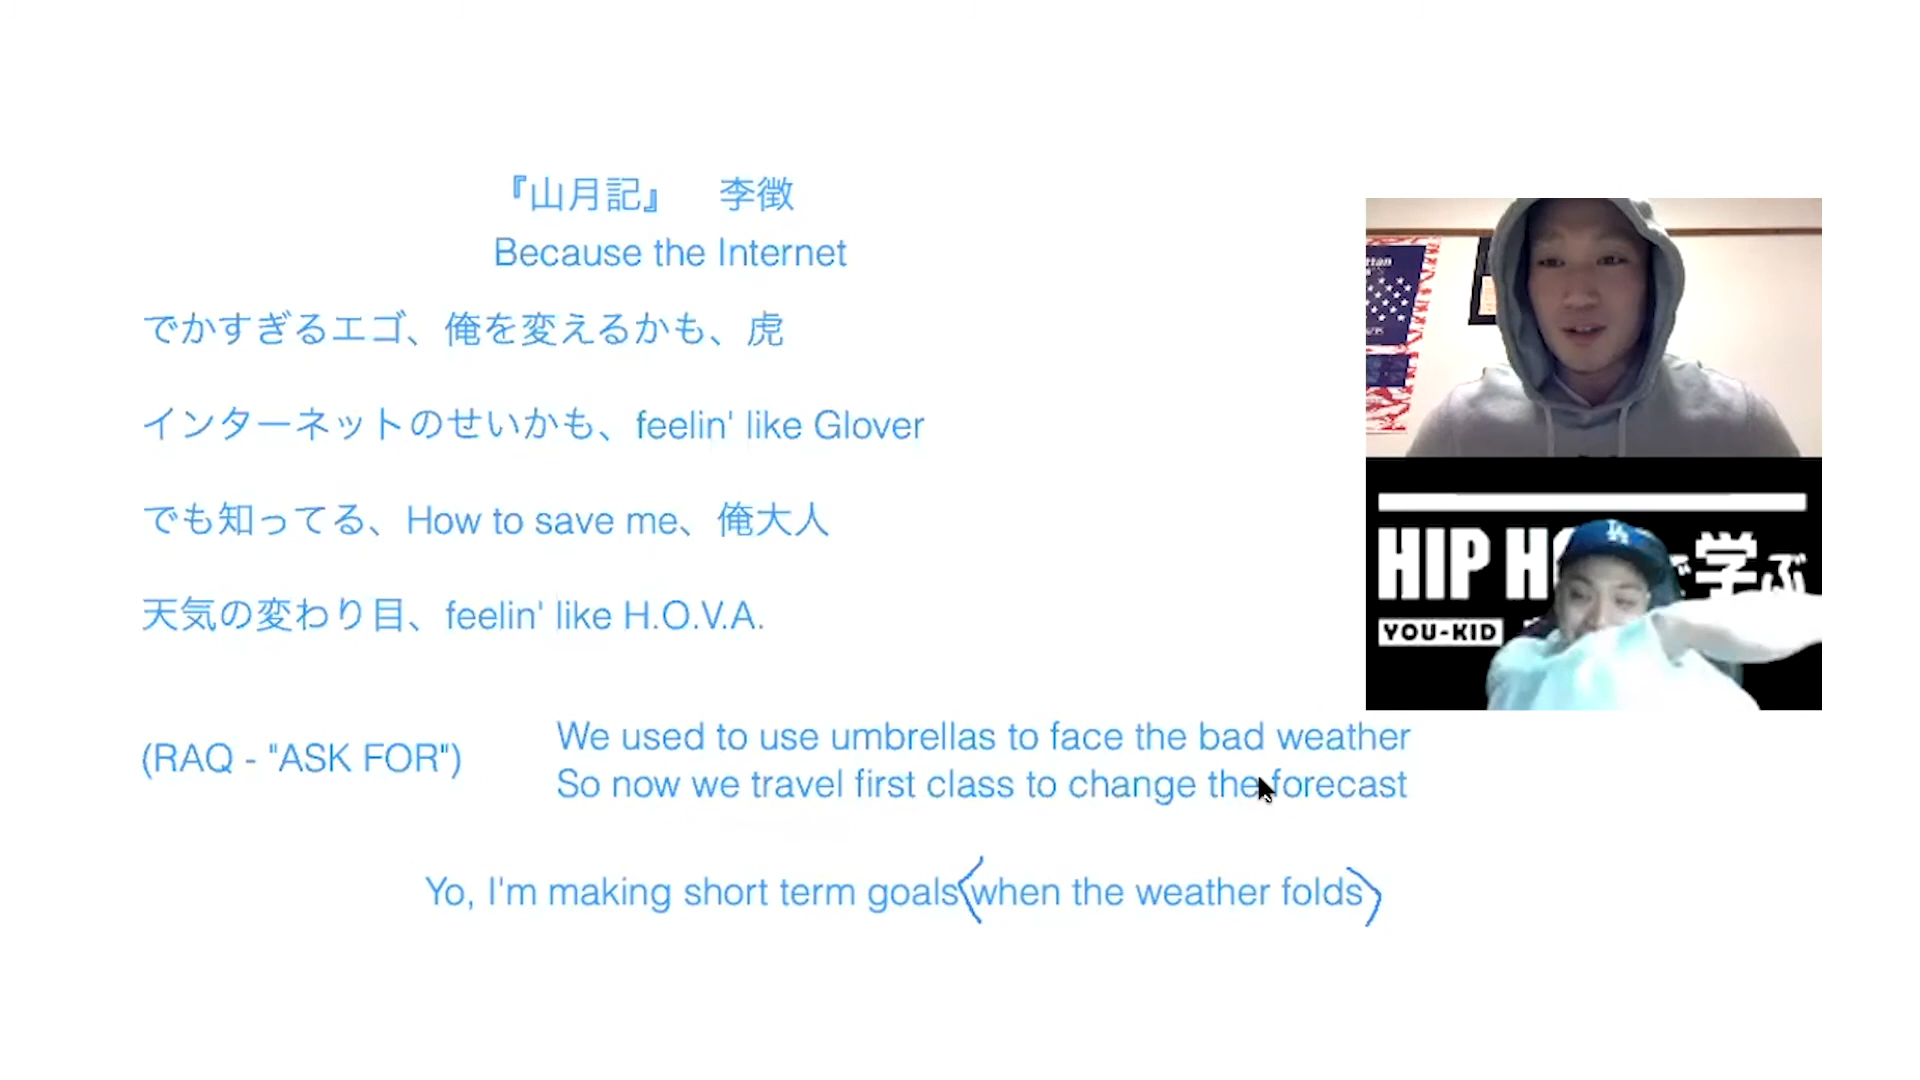 『山月記』 李徴
Because the Internet
でかすぎるエゴ、俺を変えるかも、虎
インターネットのせいかも、feelin' like Glover
でも知ってる、How to save me、俺大人
天気の変わり目、feelin' like H.O.V.A.
(RAQ - "ASK FOR")
We used to use umbrellas to face the bad weather
So now we travel first class to change the forecast
Yo, I'm making short term goals when the weather folds
HIP H で学ぶ
YOU-KID
LA